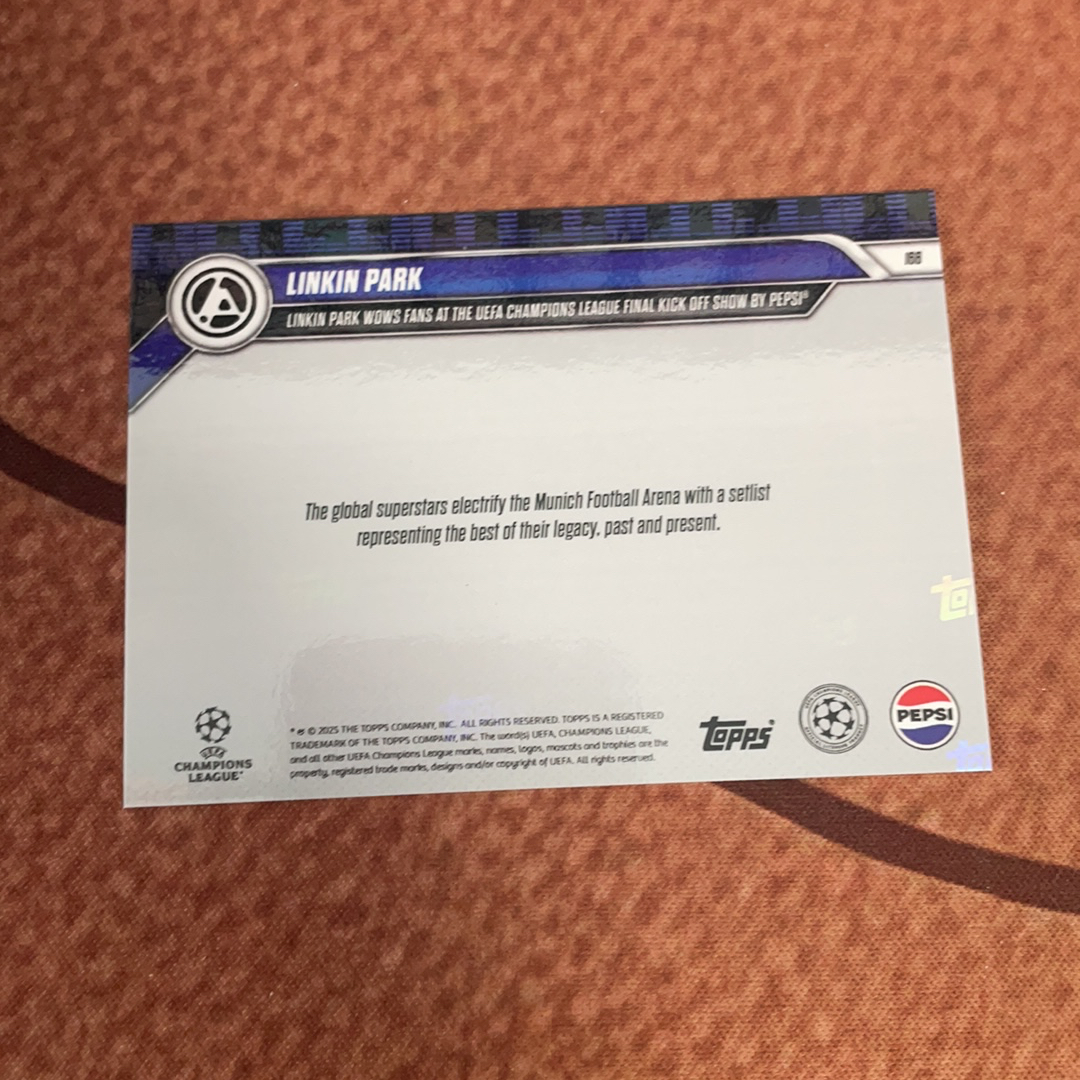 166
LINKIN PARK
LINKIN PARK WOWS FANS AT THE UEFA CHAMPIONS LEAGUE FINAL KICK OFF SHOW BY PEPSI®
The global superstars electrify the Munich Football Arena with a setlist
representing the best of their legacy, past and present.
UEFA
CHAMPIONS
LEAGUE
* © 2025 THE TOPPS COMPANY, INC. ALL RIGHTS RESERVED. TOPPS IS A REGISTERED
TRADEMARK OF THE TOPPS COMPANY, INC. The word(s) UEFA, CHAMPIONS LEAGUE,
and all other UEFA Champions League marks, names, logos, mascots and trophies are the
property, registered trade marks, designs and/or copyright of UEFA. All rights reserved.
topps
PEPSI